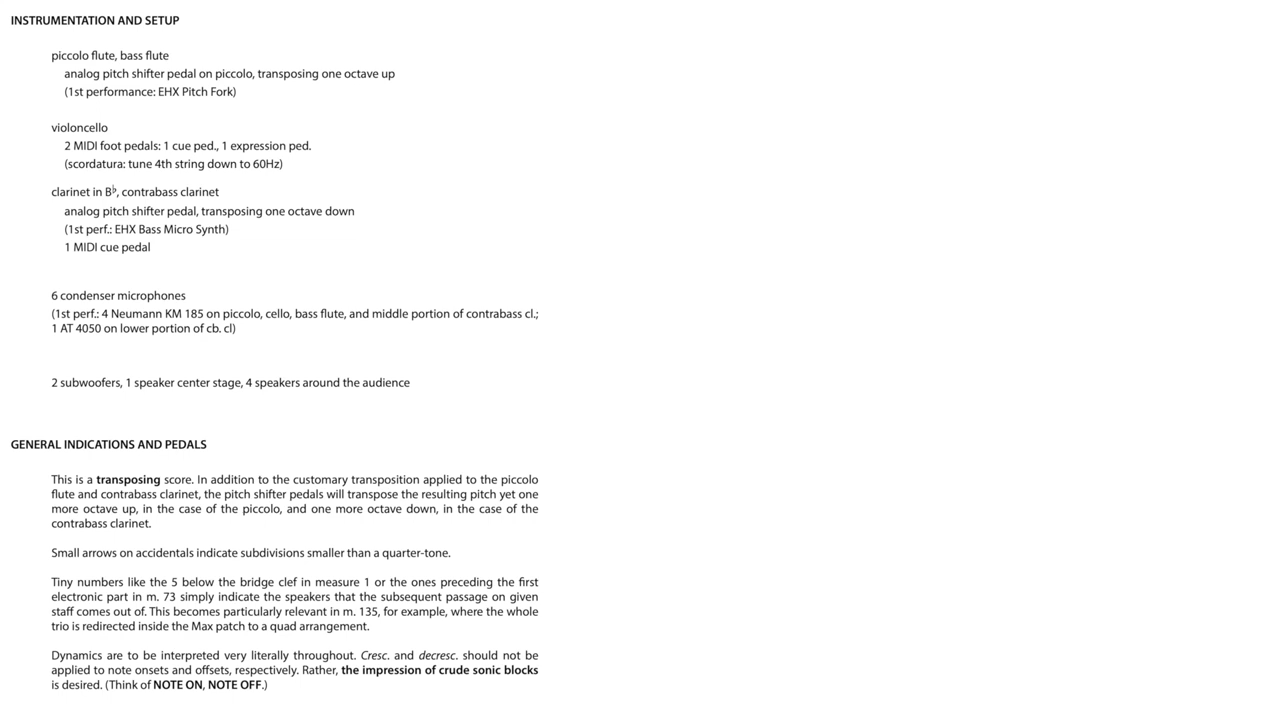 INSTRUMENTATION AND SETUP
piccolo flute, bass flute
analog pitch shifter pedal on piccolo, transposing one octave up
(1st performance: EHX Pitch Fork)
violoncello
2 MIDI foot pedals: 1 cue ped., 1 expression ped.
(scordatura: tune 4th string down to 60Hz)
clarinet in B♭, contrabass clarinet
analog pitch shifter pedal, transposing one octave down
(1st perf.: EHX Bass Micro Synth)
1 MIDI cue pedal
6 condenser microphones
(1st perf.: 4 Neumann KM 185 on piccolo, cello, bass flute, and middle portion of contrabass cl.;
1 AT 4050 on lower portion of cb. cl)
2 subwoofers, 1 speaker center stage, 4 speakers around the audience
GENERAL INDICATIONS AND PEDALS
This is a transposing score. In addition to the customary transposition applied to the piccolo
flute and contrabass clarinet, the pitch shifter pedals will transpose the resulting pitch yet one
more octave up, in the case of the piccolo, and one more octave down, in the case of the
contrabass clarinet.
Small arrows on accidentals indicate subdivisions smaller than a quarter-tone.
Tiny numbers like the 5 below the bridge clef in measure 1 or the ones preceding the first
electronic part in m. 73 simply indicate the speakers that the subsequent passage on given
staff comes out of. This becomes particularly relevant in m. 135, for example, where the whole
trio is redirected inside the Max patch to a quad arrangement.
Dynamics are to be interpreted very literally throughout. Cresc. and decresc. should not be
applied to note onsets and offsets, respectively. Rather, the impression of crude sonic blocks
is desired. (Think of NOTE ON, NOTE OFF.)